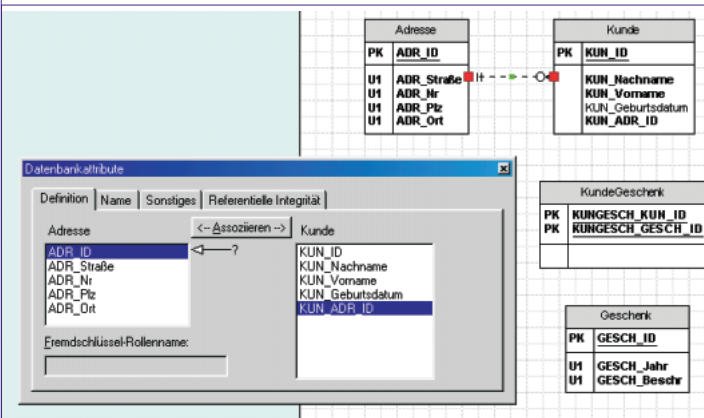 Adresse
PK ADR_ID
U1 ADR_Straße
U1 ADR_Nr
U1 ADR_Plz
U1 ADR_Ort
Kunde
PK KUN_ID
KUN_Nachname
KUN_Vorname
KUN_Geburtsdatum
KUN_ADR_ID
Datenbankattribute
Definition Name Sonstiges Referentielle Integrität
Adresse <-- Assoziieren --> Kunde
ADR_ID
ADR_Straße
ADR_Nr
ADR_Plz
ADR_Ort
?
KUN_ID
KUN_Nachname
KUN_Vorname
KUN_Geburtsdatum
KUN_ADR_ID
Fremdschlüssel-Rollenname:
KundeGeschenk
PK KUNGESCH_KUN_ID
PK KUNGESCH_GESCH_ID
Geschenk
PK GESCH_ID
U1 GESCH_Jahr
U1 GESCH_Beschr